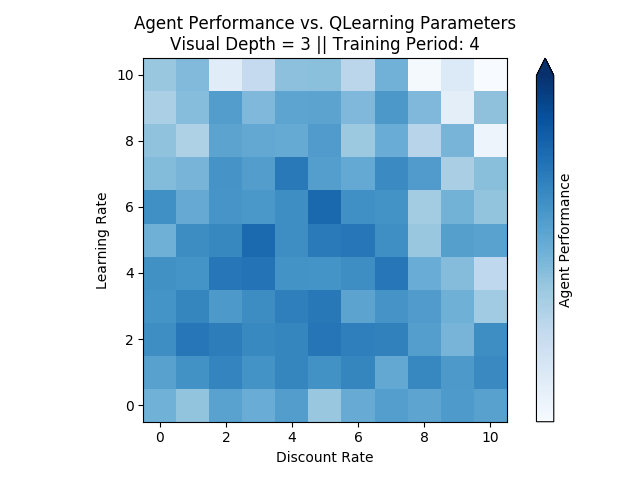 Agent Performance vs. QLearning Parameters
Visual Depth = 3 || Training Period: 4
10
8
6
4
2
0
Learning Rate
0 2 4 6 8 10
Discount Rate
Agent Performance